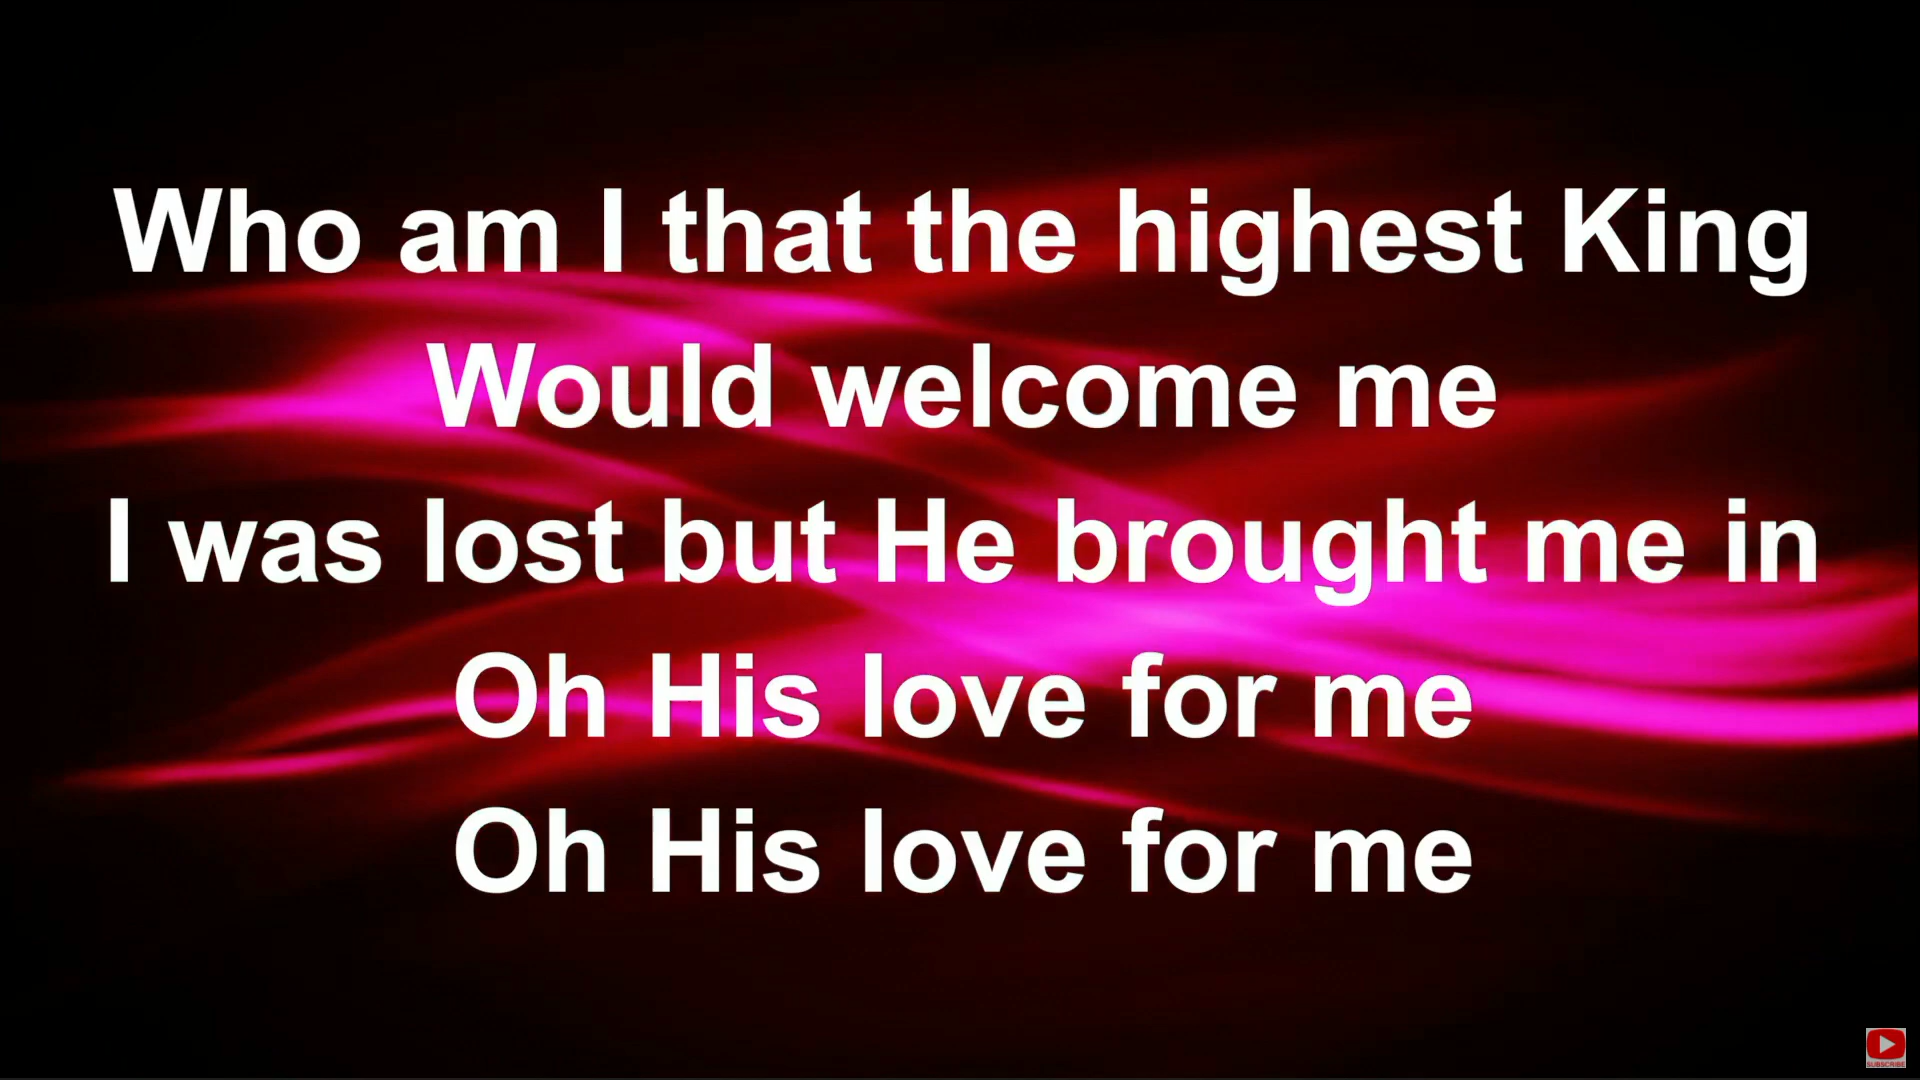 Who am I that the highest King
Would welcome me
I was lost but He brought me in
Oh His love for me
Oh His love for me
SUBSCRIBE